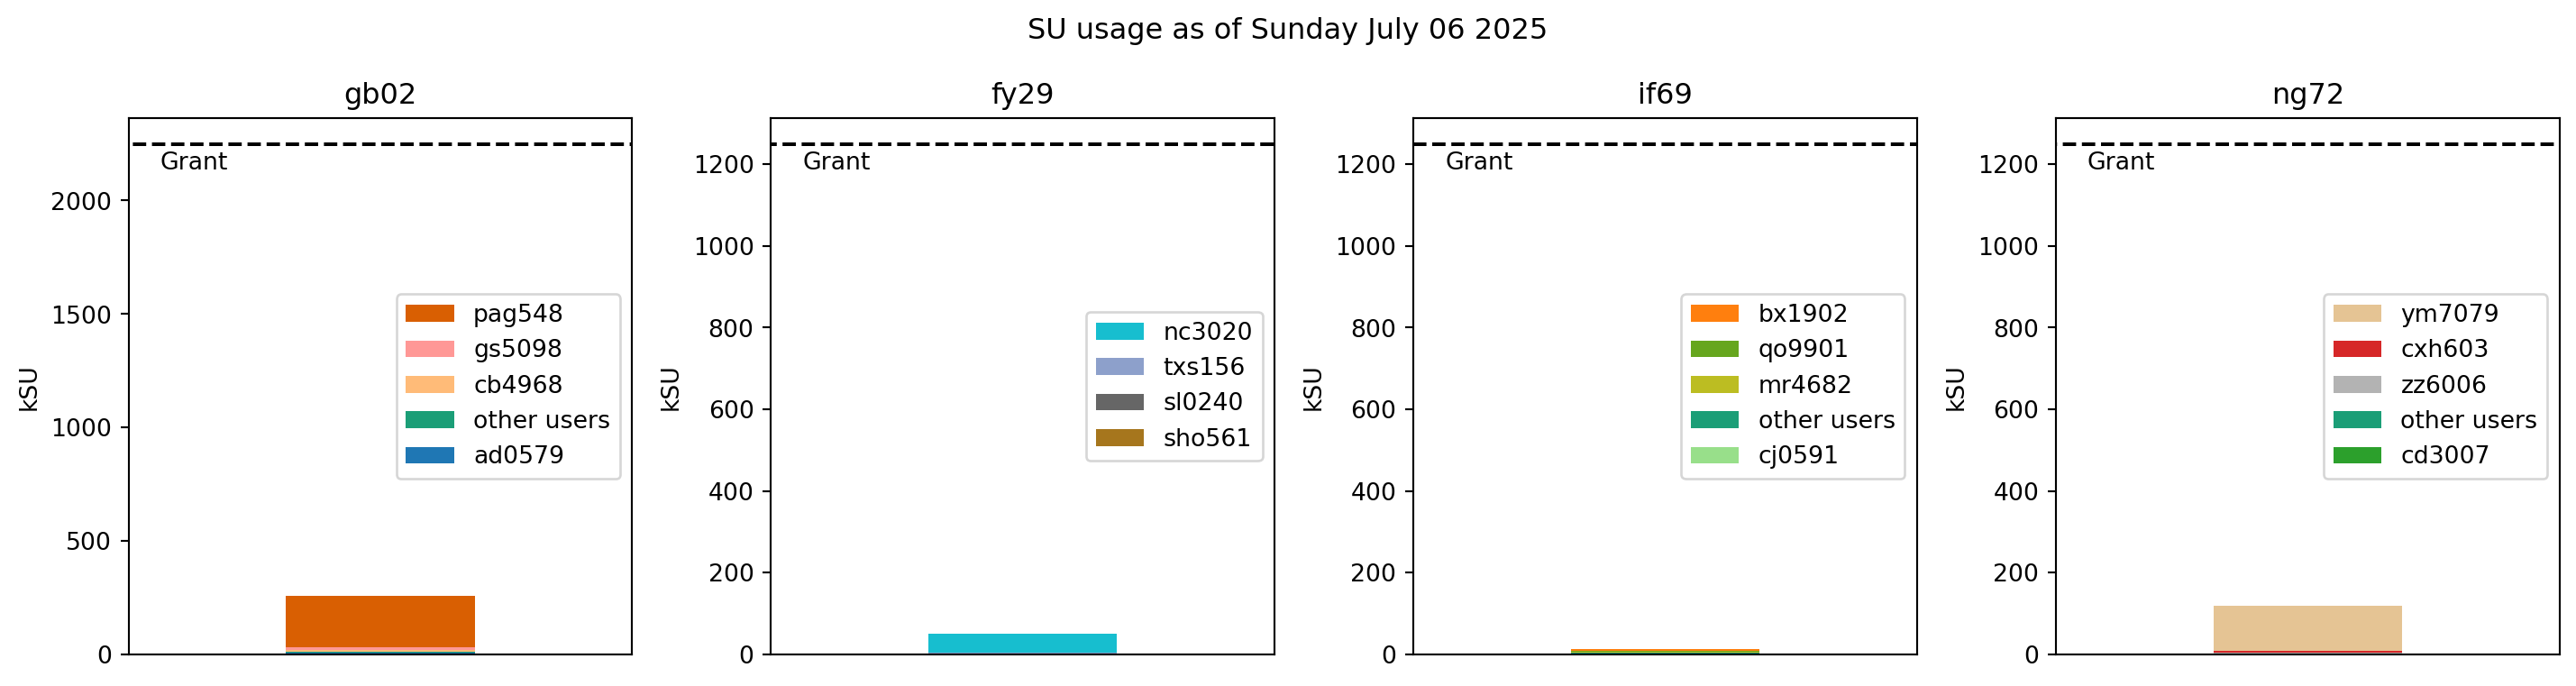 SU usage as of Sunday July 06 2025
gb02
kSU
2000
1500
1000
500
0
Grant
pag548
gs5098
cb4968
other users
ad0579
fy29
kSU
1200
1000
800
600
400
200
0
Grant
nc3020
txs156
sl0240
sho561
if69
kSU
1200
1000
800
600
400
200
0
Grant
bx1902
qo9901
mr4682
other users
cj0591
ng72
kSU
1200
1000
800
600
400
200
0
Grant
ym7079
cxh603
zz6006
other users
cd3007